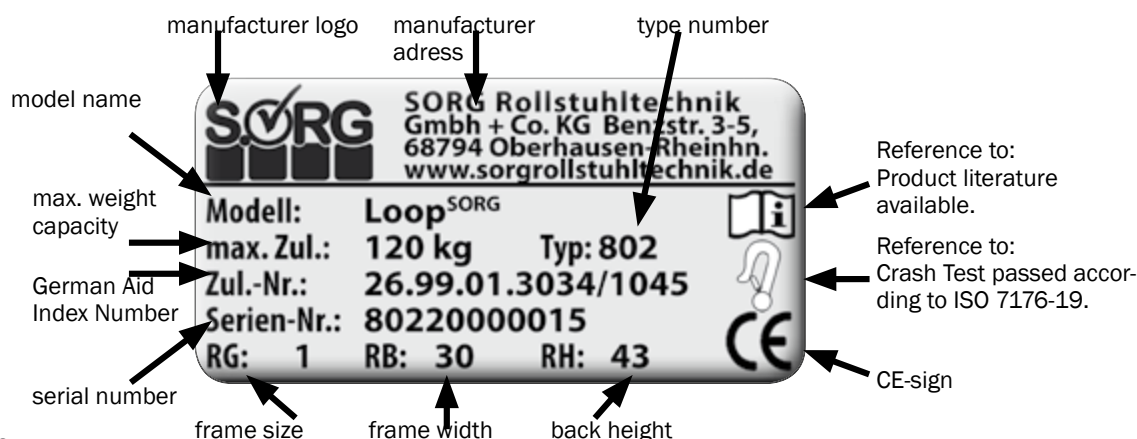 manufacturer logo
manufacturer
adress
type number
model name
max. weight
capacity
German Aid
Index Number
serial number
S.ORG
SORG Rollstuhltechnik
Gmbh + Co. KG Benzstr. 3-5,
68794 Oberhausen-Rheinhn.
www.sorgrollstuhltechnik.de
Modell: Loop SORG
max. Zul.: 120 kg Typ: 802
Zul.-Nr.: 26.99.01.3034/1045
Serien-Nr.: 80220000015
RG: 1 RB: 30 RH: 43
i
CE
Reference to:
Product literature
available.
Reference to:
Crash Test passed accor-
ding to ISO 7176-19.
CE-sign
frame size
frame width
back height